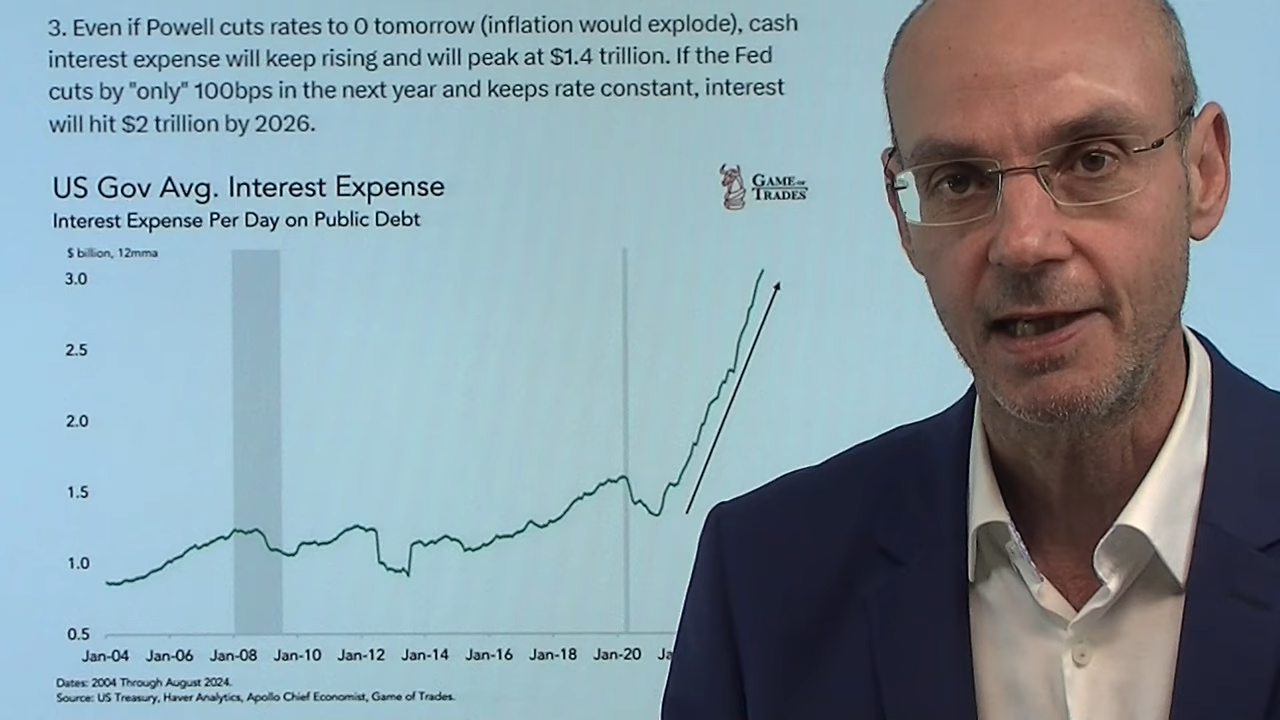 3. Even if Powell cuts rates to 0 tomorrow (inflation would explode), cash
interest expense will keep rising and will peak at $1.4 trillion. If the Fed
cuts by "only" 100bps in the next year and keeps rate constant, interest
will hit $2 trillion by 2026.
US Gov Avg. Interest Expense
Interest Expense Per Day on Public Debt
GAME OF
TRADES
$ billion, 12mma
3.0
2.5
2.0
1.5
1.0
0.5
Jan-04 Jan-06 Jan-08 Jan-10 Jan-12 Jan-14 Jan-16 Jan-18 Jan-20
Dates: 2004 Through August 2024.
Source: US Treasury, Haver Analytics, Apollo Chief Economist, Game of Trades.